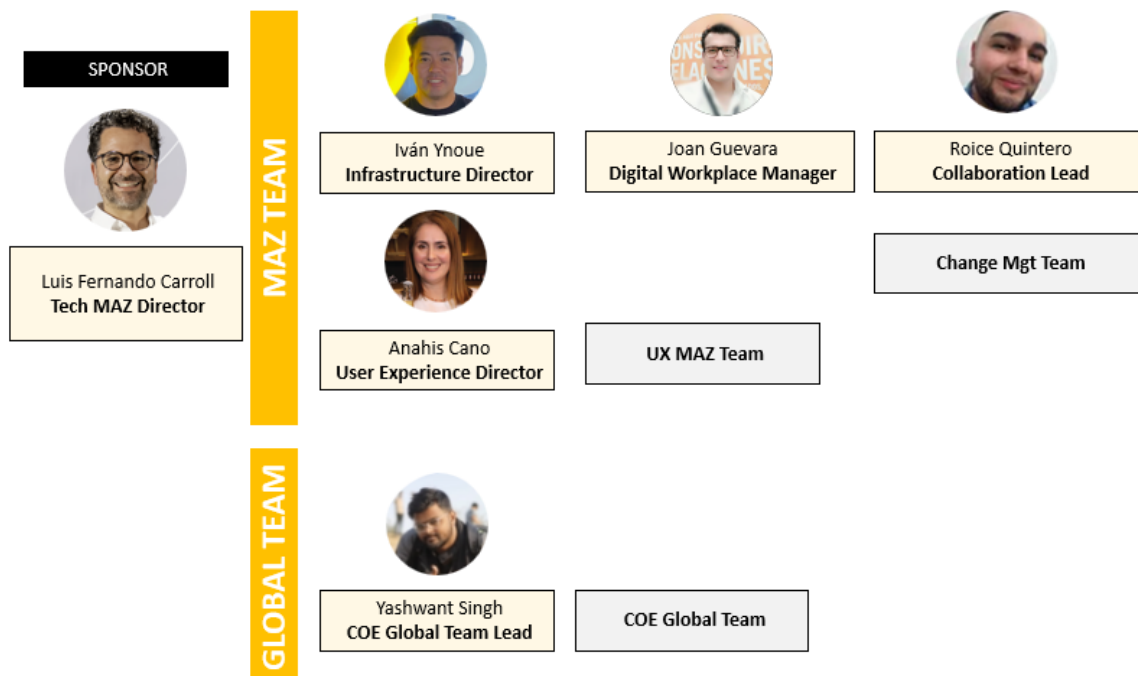 SPONSOR
Luis Fernando Carroll
Tech MAZ Director
MAZ TEAM
Iván Ynoue
Infrastructure Director
Joan Guevara
Digital Workplace Manager
Roice Quintero
Collaboration Lead
Change Mgt Team
Anahis Cano
User Experience Director
UX MAZ Team
GLOBAL TEAM
Yashwant Singh
COE Global Team Lead
COE Global Team